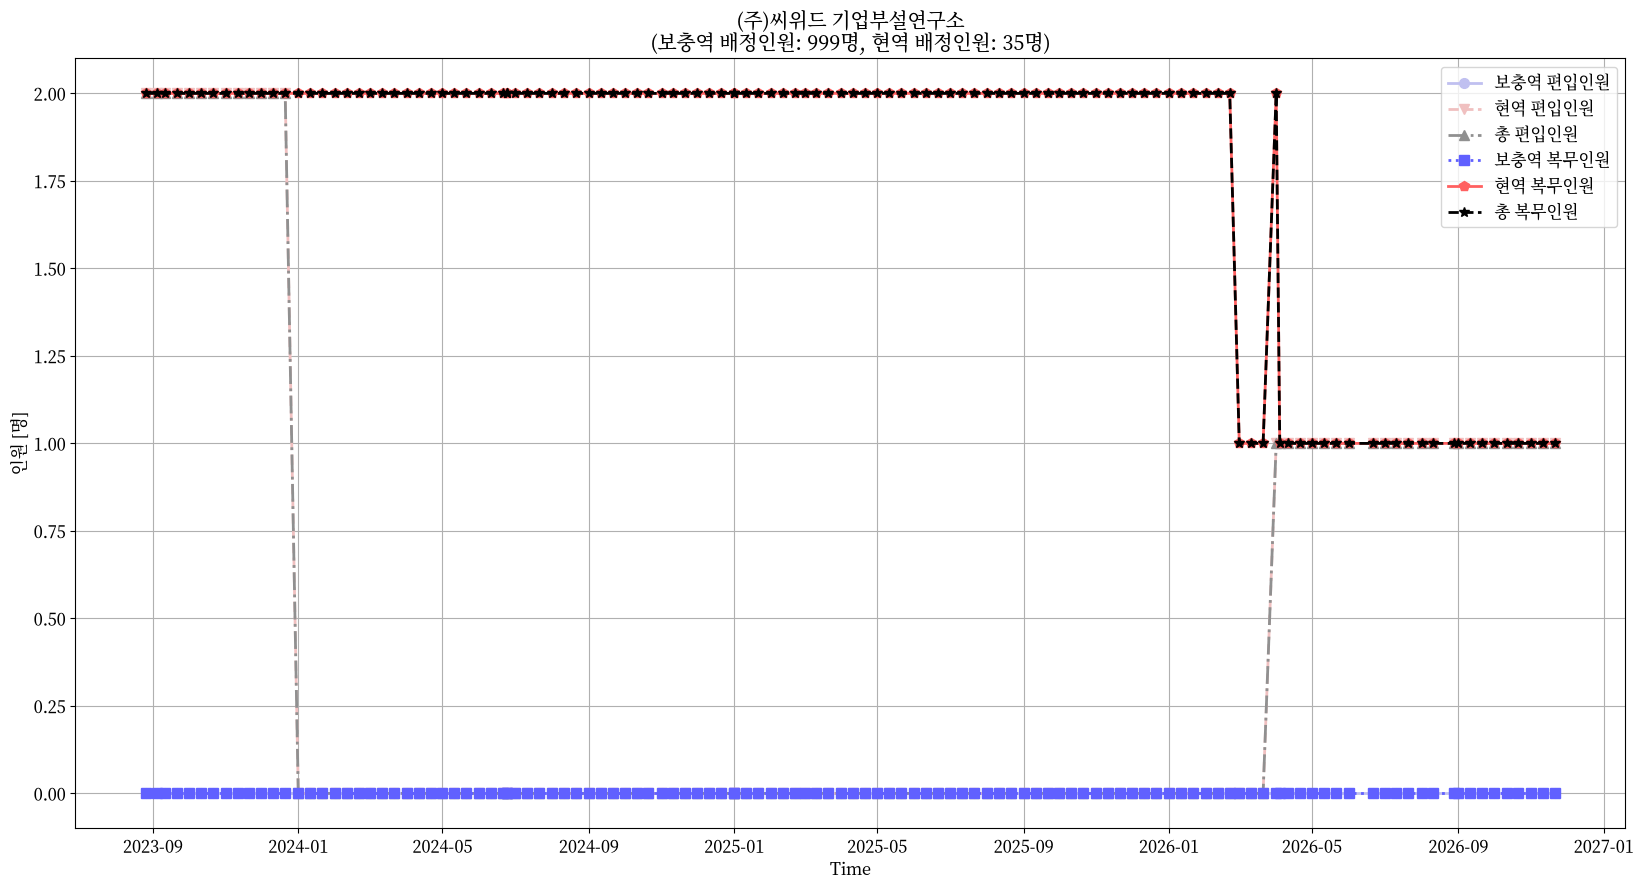 (주)씨위드 기업부설연구소
(보충역 배정인원: 999명, 현역 배정인원: 35명)
보충역 편입인원
현역 편입인원
총 편입인원
보충역 복무인원
현역 복무인원
총 복무인원
인원 [명]
2.00
1.75
1.50
1.25
1.00
0.75
0.50
0.25
0.00
2023-09 2024-01 2024-05 2024-09 2025-01 2025-05 2025-09 2026-01 2026-05 2026-09 2027-01
Time